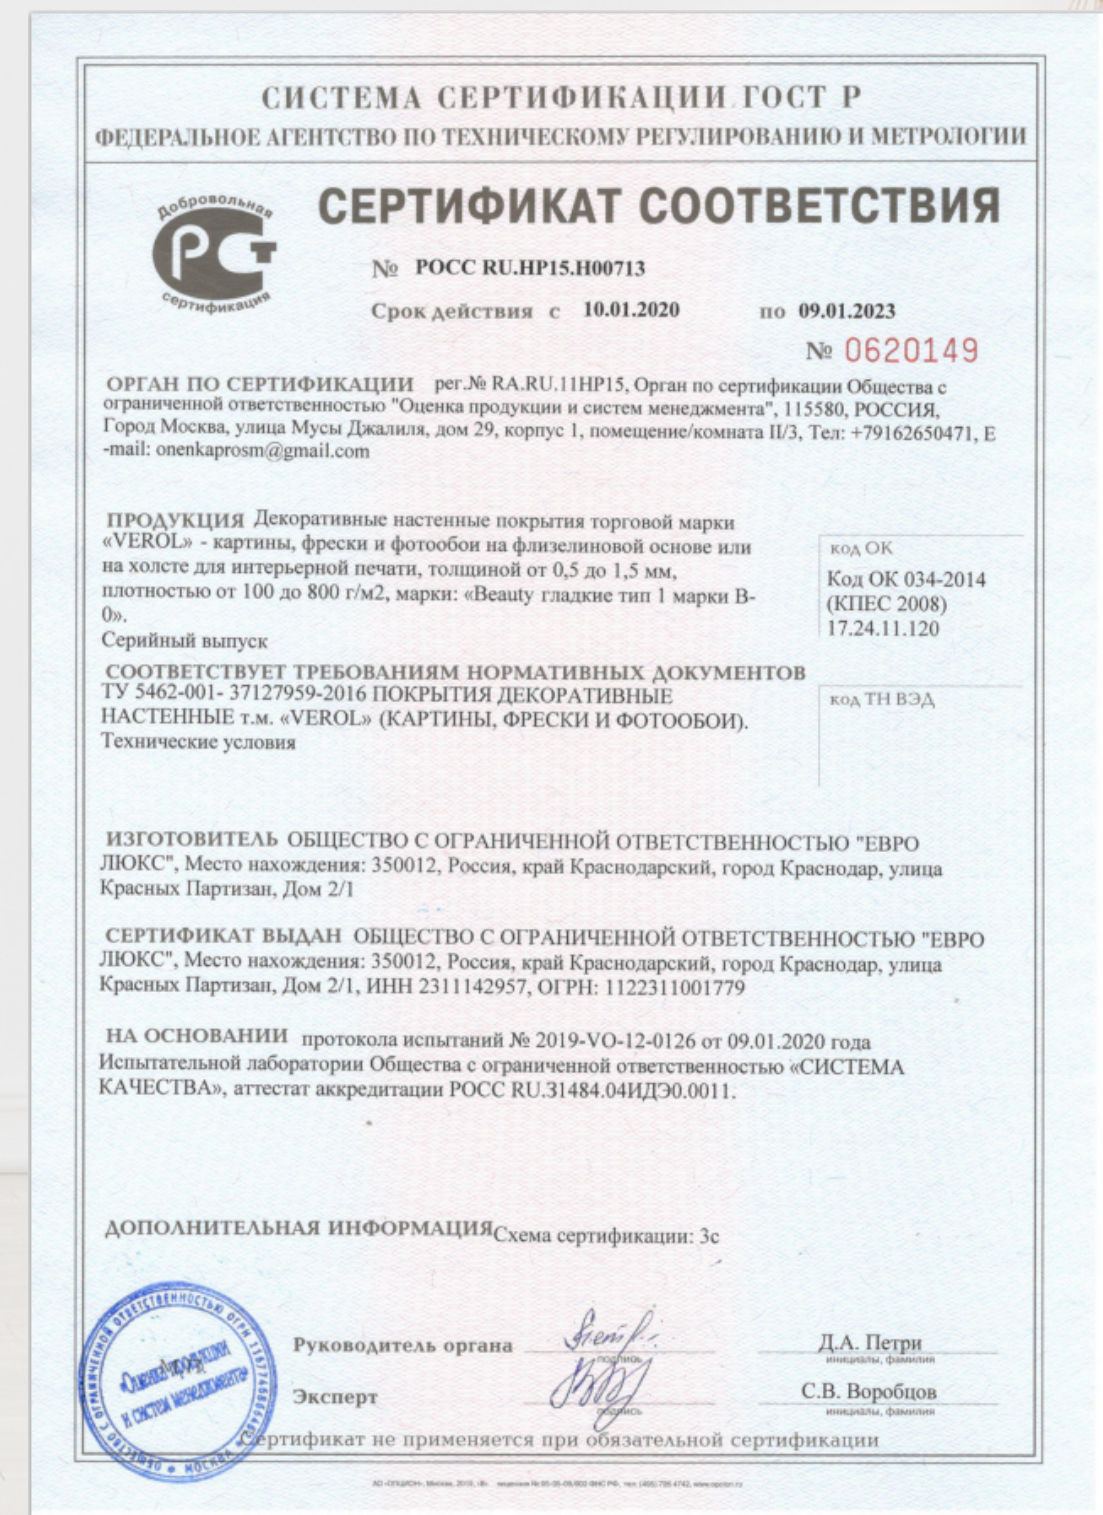 СИСТЕМА СЕРТИФИКАЦИИ ГОСТ Р
ФЕДЕРАЛЬНОЕ АГЕНТСТВО ПО ТЕХНИЧЕСКОМУ РЕГУЛИРОВАНИЮ И МЕТРОЛОГИИ
Добровольная
РСТ
сертификация
СЕРТИФИКАТ СООТВЕТСТВИЯ
№ РОСС RU.НР15.Н00713
Срок действия с 10.01.2020 по 09.01.2023
№ 0620149
ОРГАН ПО СЕРТИФИКАЦИИ рег.№ RA.RU.11НР15, Орган по сертификации Общества с
ограниченной ответственностью "Оценка продукции и систем менеджмента", 115580, РОССИЯ,
Город Москва, улица Мусы Джалиля, дом 29, корпус 1, помещение/комната II/3, Тел: +79162650471, E
-mail: onenkaprosm@gmail.com
ПРОДУКЦИЯ Декоративные настенные покрытия торговой марки
«VEROL» - картины, фрески и фотообои на флизелиновой основе или
на холсте для интерьерной печати, толщиной от 0,5 до 1,5 мм,
плотностью от 100 до 800 г/м2, марки: «Beauty гладкие тип 1 марки В-
0».
Серийный выпуск
код ОК
Код ОК 034-2014
(КПЕС 2008)
17.24.11.120
СООТВЕТСТВУЕТ ТРЕБОВАНИЯМ НОРМАТИВНЫХ ДОКУМЕНТОВ
ТУ 5462-001- 37127959-2016 ПОКРЫТИЯ ДЕКОРАТИВНЫЕ
НАСТЕННЫЕ т.м. «VEROL» (КАРТИНЫ, ФРЕСКИ И ФОТООБОИ).
Технические условия
код ТН ВЭД
ИЗГОТОВИТЕЛЬ ОБЩЕСТВО С ОГРАНИЧЕННОЙ ОТВЕТСТВЕННОСТЬЮ "ЕВРО
ЛЮКС", Место нахождения: 350012, Россия, край Краснодарский, город Краснодар, улица
Красных Партизан, Дом 2/1
СЕРТИФИКАТ ВЫДАН ОБЩЕСТВО С ОГРАНИЧЕННОЙ ОТВЕТСТВЕННОСТЬЮ "ЕВРО
ЛЮКС", Место нахождения: 350012, Россия, край Краснодарский, город Краснодар, улица
Красных Партизан, Дом 2/1, ИНН 2311142957, ОГРН: 1122311001779
НА ОСНОВАНИИ протокола испытаний № 2019-VO-12-0126 от 09.01.2020 года
Испытательной лаборатории Общества с ограниченной ответственностью «СИСТЕМА
КАЧЕСТВА», аттестат аккредитации РОСС RU.31484.04ИДЭ0.0011.
ДОПОЛНИТЕЛЬНАЯ ИНФОРМАЦИЯ Схема сертификации: 3с
«Оценка продукции
и систем менеджмента»
МОСКВА
Руководитель органа
подпись
Д.А. Петри
инициалы, фамилия
Эксперт
подпись
С.В. Воробцов
инициалы, фамилия
Сертификат не применяется при обязательной сертификации